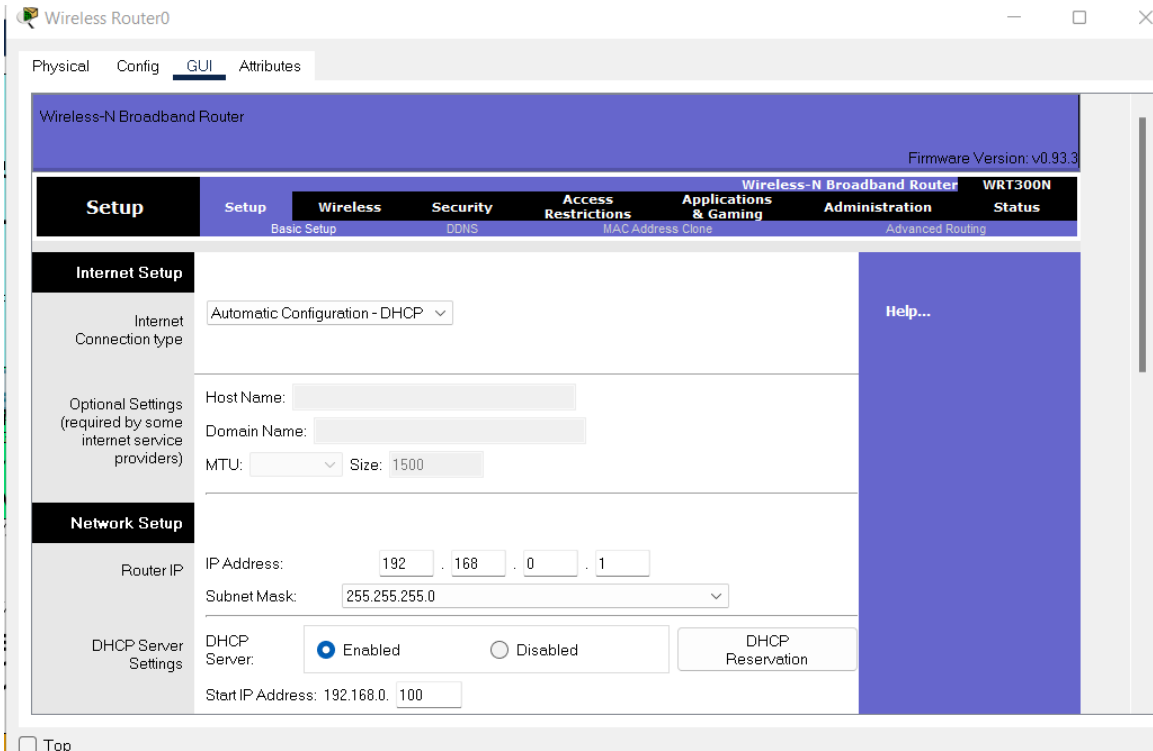 Wireless Router0
Physical Config GUI Attributes
Wireless-N Broadband Router
Firmware Version: v0.93.3
Wireless-N Broadband Router WRT300N
Setup
Setup Wireless Security Access Restrictions Applications & Gaming Administration Status
Basic Setup DDNS MAC Address Clone Advanced Routing
Internet Setup
Internet
Connection type
Automatic Configuration - DHCP
Help...
Optional Settings
(required by some
internet service
providers)
Host Name:
Domain Name:
MTU: Size: 1500
Network Setup
Router IP
IP Address: 192 . 168 . 0 . 1
Subnet Mask: 255.255.255.0
DHCP Server
Settings
DHCP
Server:
Enabled Disabled
DHCP
Reservation
Start IP Address: 192.168.0. 100
Top